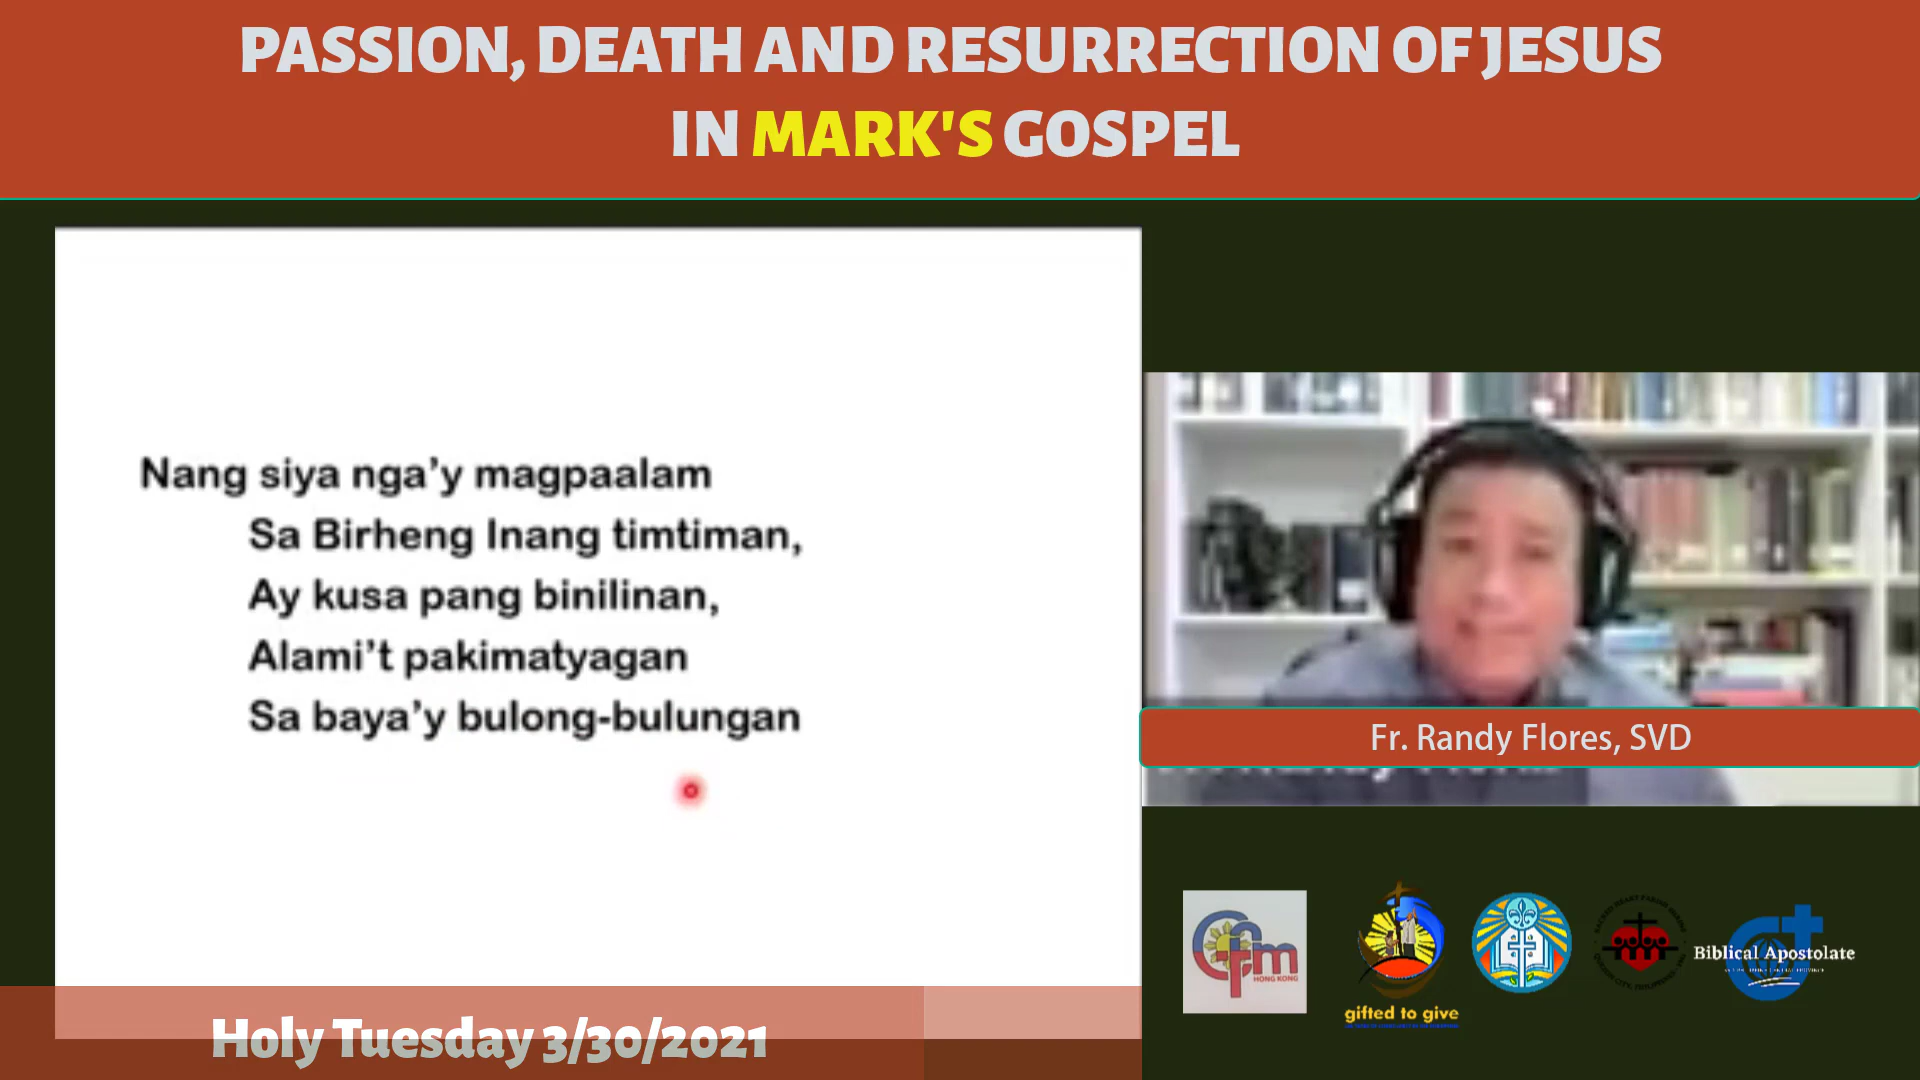 PASSION, DEATH AND RESURRECTION OF JESUS
IN MARK'S GOSPEL
Nang siya nga’y magpaalam
Sa Birheng Inang timtiman,
Ay kusa pang binilinan,
Alami’t pakimatyagan
Sa baya’y bulong-bulungan
Fr. Randy Flores, SVD
HONG KONG
gifted to give
Biblical Apostolate
Holy Tuesday 3/30/2021